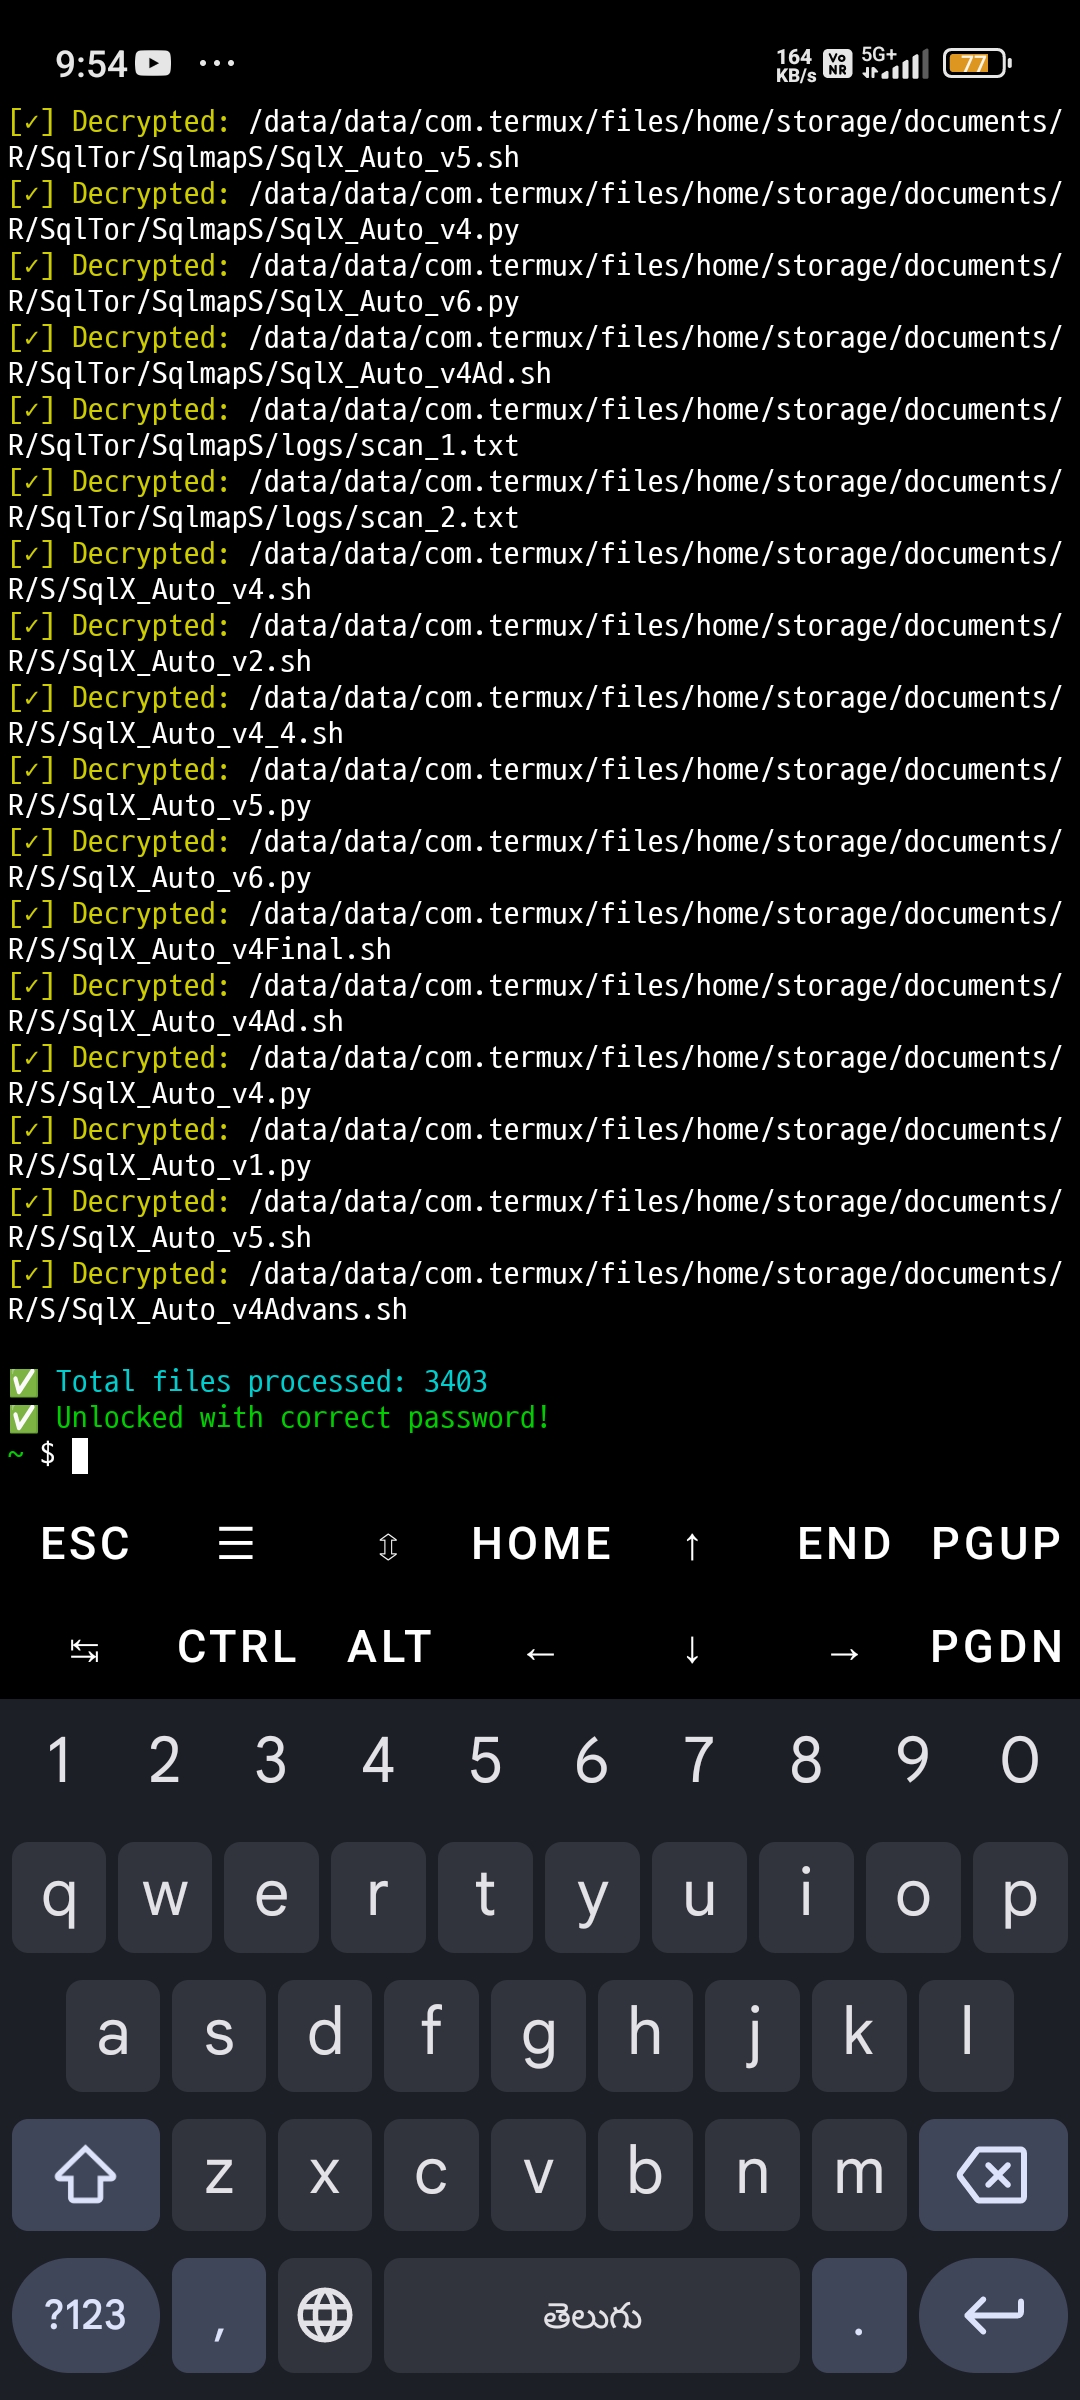 9:54 ... 164 KB/s Vo NR 5G+ 77
[✓] Decrypted: /data/data/com.termux/files/home/storage/documents/
R/SqlTor/SqlmapS/SqlX_Auto_v5.sh
[✓] Decrypted: /data/data/com.termux/files/home/storage/documents/
R/SqlTor/SqlmapS/SqlX_Auto_v4.py
[✓] Decrypted: /data/data/com.termux/files/home/storage/documents/
R/SqlTor/SqlmapS/SqlX_Auto_v6.py
[✓] Decrypted: /data/data/com.termux/files/home/storage/documents/
R/SqlTor/SqlmapS/SqlX_Auto_v4Ad.sh
[✓] Decrypted: /data/data/com.termux/files/home/storage/documents/
R/SqlTor/SqlmapS/logs/scan_1.txt
[✓] Decrypted: /data/data/com.termux/files/home/storage/documents/
R/SqlTor/SqlmapS/logs/scan_2.txt
[✓] Decrypted: /data/data/com.termux/files/home/storage/documents/
R/S/SqlX_Auto_v4.sh
[✓] Decrypted: /data/data/com.termux/files/home/storage/documents/
R/S/SqlX_Auto_v2.sh
[✓] Decrypted: /data/data/com.termux/files/home/storage/documents/
R/S/SqlX_Auto_v4_4.sh
[✓] Decrypted: /data/data/com.termux/files/home/storage/documents/
R/S/SqlX_Auto_v5.py
[✓] Decrypted: /data/data/com.termux/files/home/storage/documents/
R/S/SqlX_Auto_v6.py
[✓] Decrypted: /data/data/com.termux/files/home/storage/documents/
R/S/SqlX_Auto_v4Final.sh
[✓] Decrypted: /data/data/com.termux/files/home/storage/documents/
R/S/SqlX_Auto_v4Ad.sh
[✓] Decrypted: /data/data/com.termux/files/home/storage/documents/
R/S/SqlX_Auto_v4.py
[✓] Decrypted: /data/data/com.termux/files/home/storage/documents/
R/S/SqlX_Auto_v1.py
[✓] Decrypted: /data/data/com.termux/files/home/storage/documents/
R/S/SqlX_Auto_v5.sh
[✓] Decrypted: /data/data/com.termux/files/home/storage/documents/
R/S/SqlX_Auto_v4Advans.sh
✅ Total files processed: 3403
✅ Unlocked with correct password!
~ $
ESC ☰ ⇳ HOME ↑ END PGUP
↹ CTRL ALT ← ↓ → PGDN
1 2 3 4 5 6 7 8 9 0
q w e r t y u i o p
a s d f g h j k l
z x c v b n m
?123 , తెలుగు .